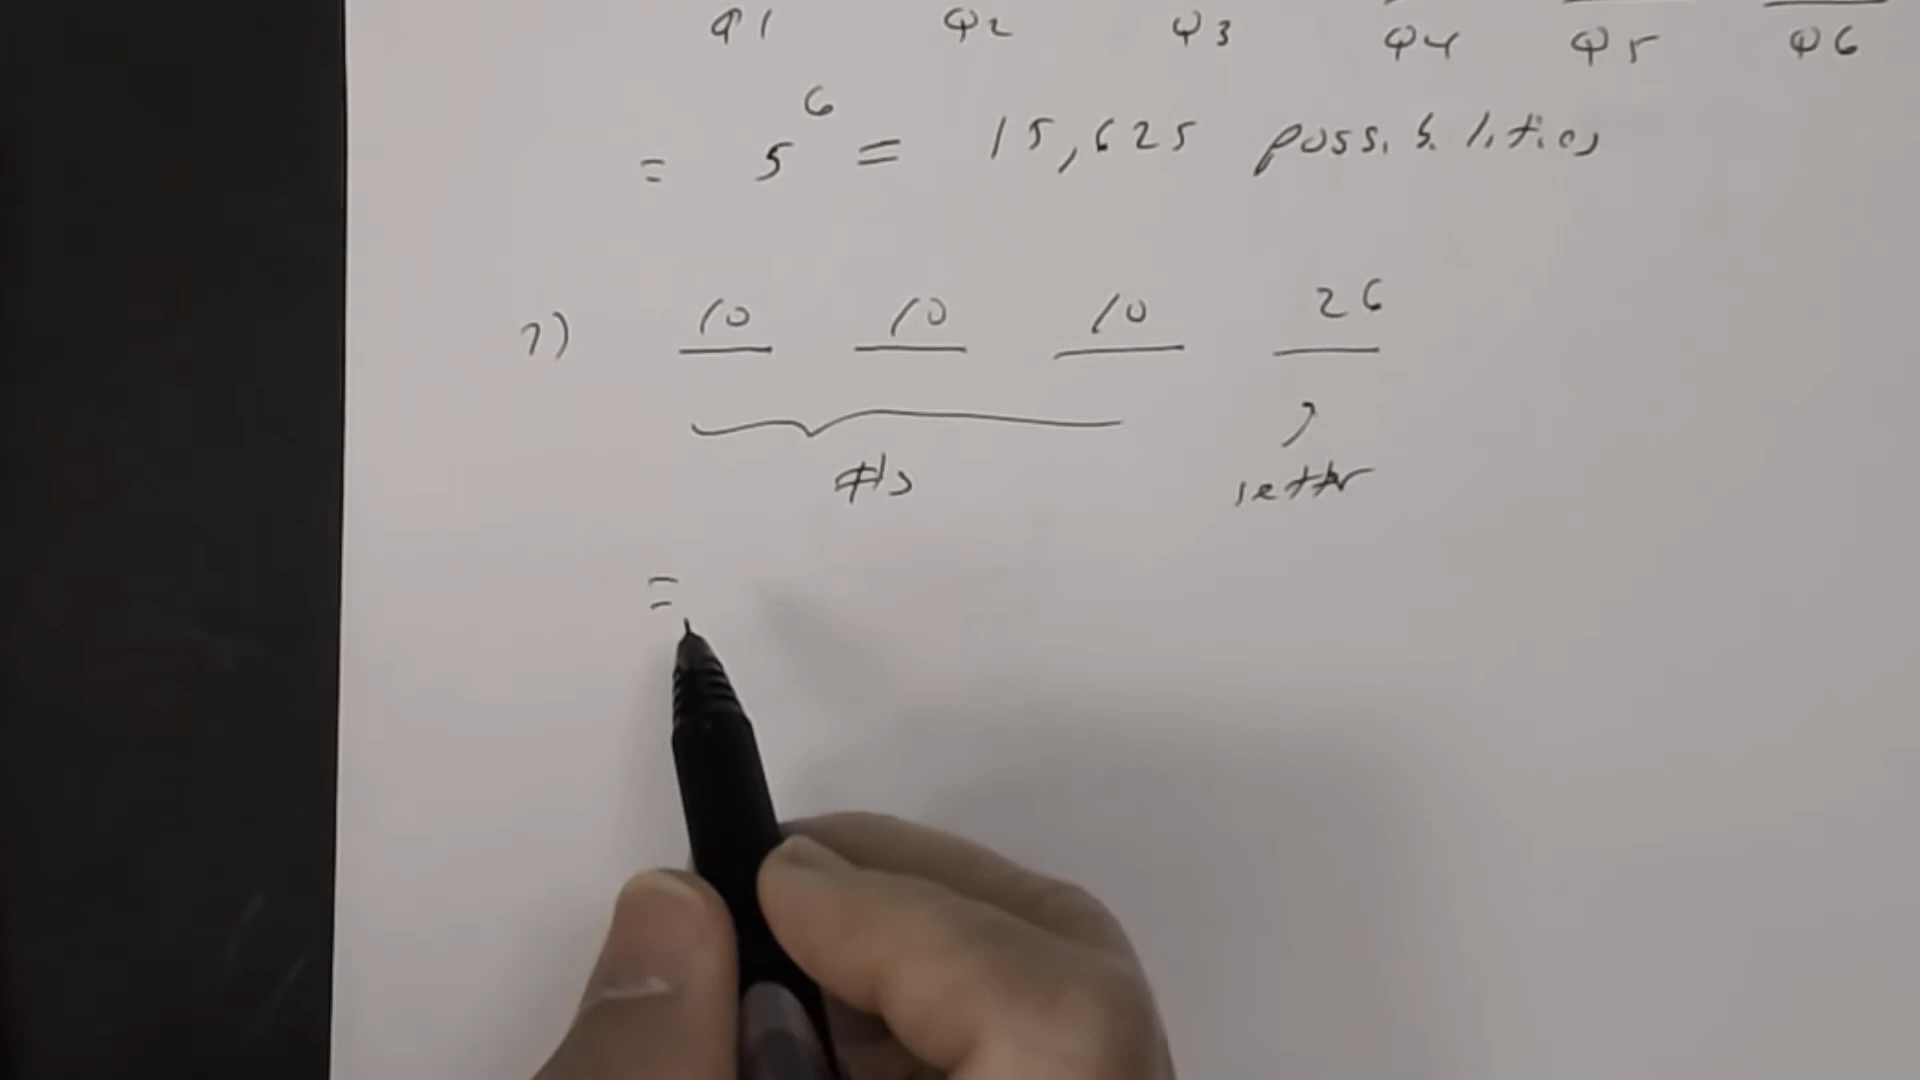 Q1 Q2 Q3 Q4 Q5 Q6
= 5^6 = 15,625 possibilities
7) 10 10 10 26
#'s letter
=